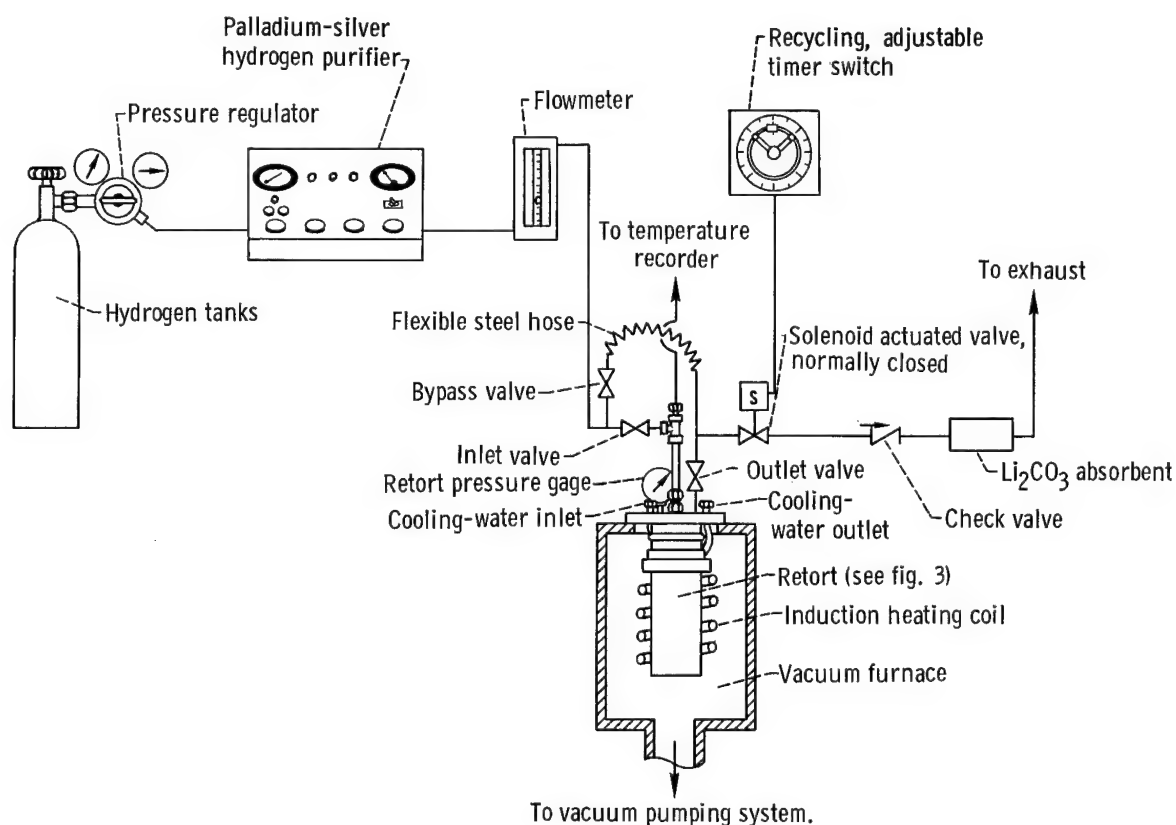 Palladium-silver
hydrogen purifier
Recycling, adjustable
timer switch
Flowmeter
Pressure regulator
To temperature
recorder
To exhaust
Hydrogen tanks
Flexible steel hose
Solenoid actuated valve,
normally closed
Bypass valve
S
Inlet valve
Outlet valve
Li₂CO₃ absorbent
Retort pressure gage
Cooling-water inlet
Cooling-
water outlet
Check valve
Retort (see fig. 3)
Induction heating coil
Vacuum furnace
To vacuum pumping system.